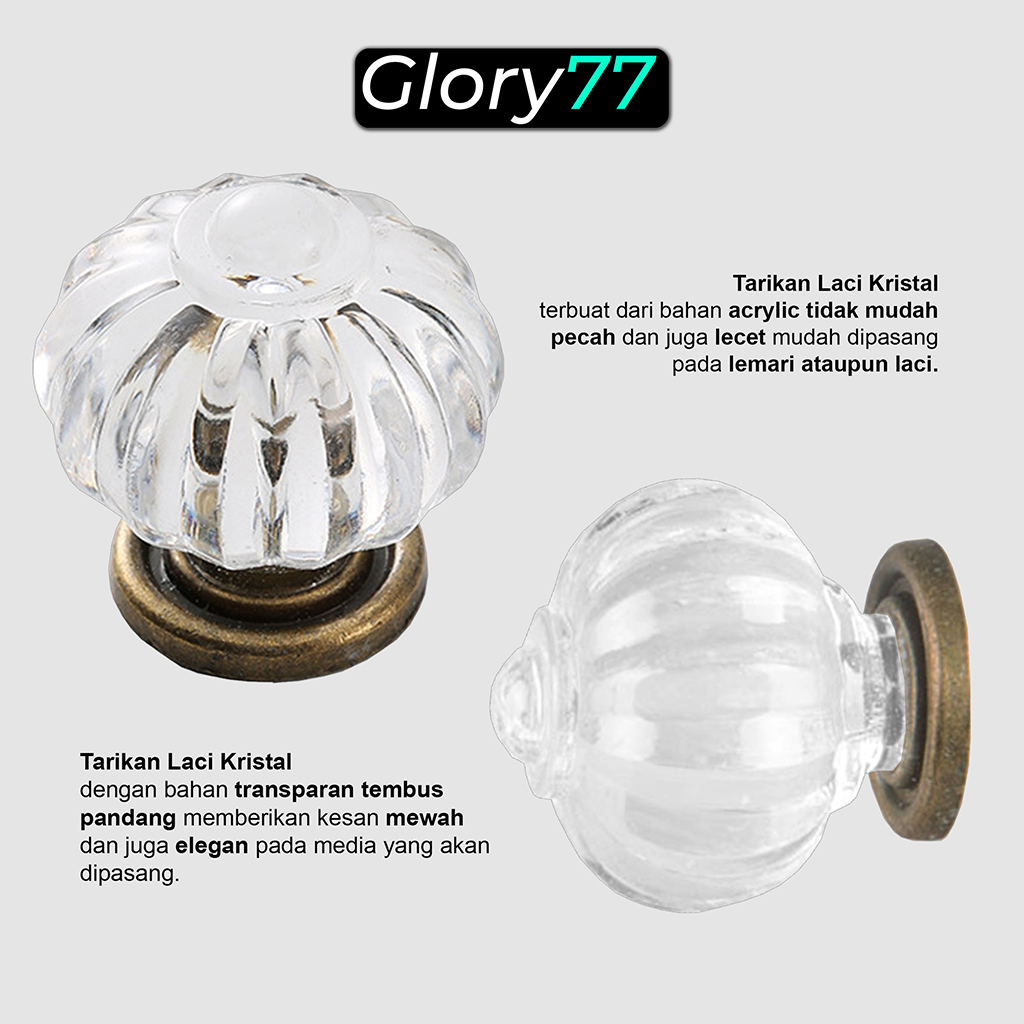 Glory77
Tarikan Laci Kristal
terbuat dari bahan acrylic tidak mudah
pecah dan juga lecet mudah dipasang
pada lemari ataupun laci.
Tarikan Laci Kristal
dengan bahan transparan tembus
pandang memberikan kesan mewah
dan juga elegan pada media yang akan
dipasang.